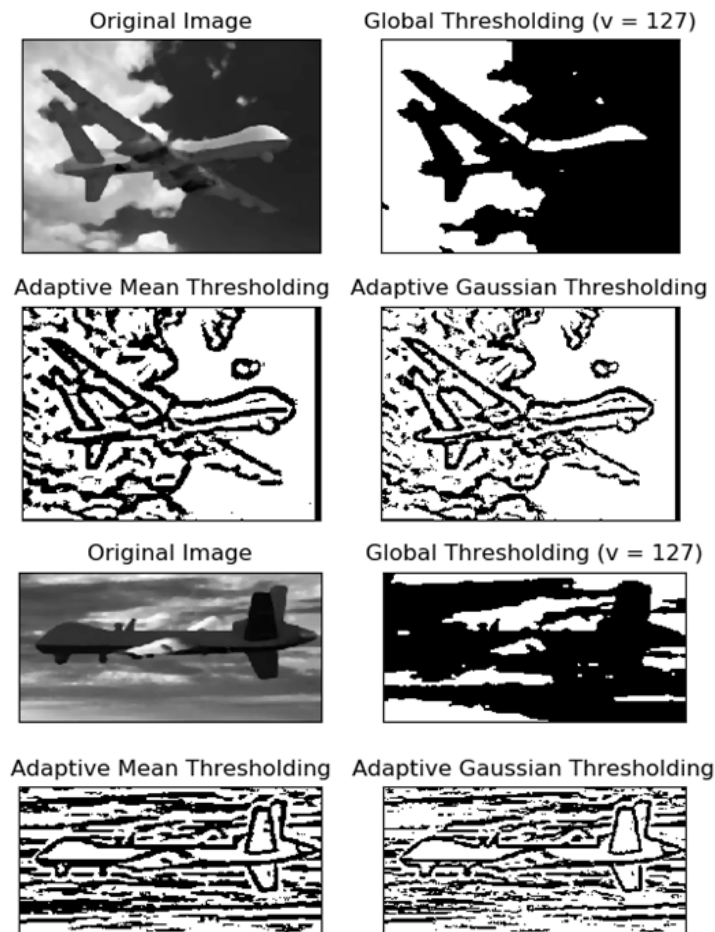 Original Image
Global Thresholding (v = 127)
Adaptive Mean Thresholding
Adaptive Gaussian Thresholding
Original Image
Global Thresholding (v = 127)
Adaptive Mean Thresholding
Adaptive Gaussian Thresholding